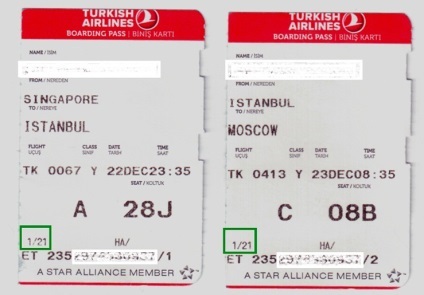 TURKISH
AIRLINES
BOARDING PASS | BİNİŞ KARTI
NAME / İSİM
FROM / NEREDEN
SINGAPORE
TO / NEREYE
ISTANBUL
FLIGHT CLASS DATE TIME
UÇUŞ SINIF TARİH SAAT
TK 0067 Y 22DEC23:35
SEAT / KOLTUK
A 28J
1/21 HA/
ET 2352 /1
A STAR ALLIANCE MEMBER
TURKISH
AIRLINES
BOARDING PASS | BİNİŞ KARTI
NAME / İSİM
FROM / NEREDEN
ISTANBUL
TO / NEREYE
MOSCOW
FLIGHT CLASS DATE TIME
UÇUŞ SINIF TARİH SAAT
TK 0413 Y 23DEC08:35
SEAT / KOLTUK
C 08B
1/21 HA/
ET 235 /2
A STAR ALLIANCE MEMBER